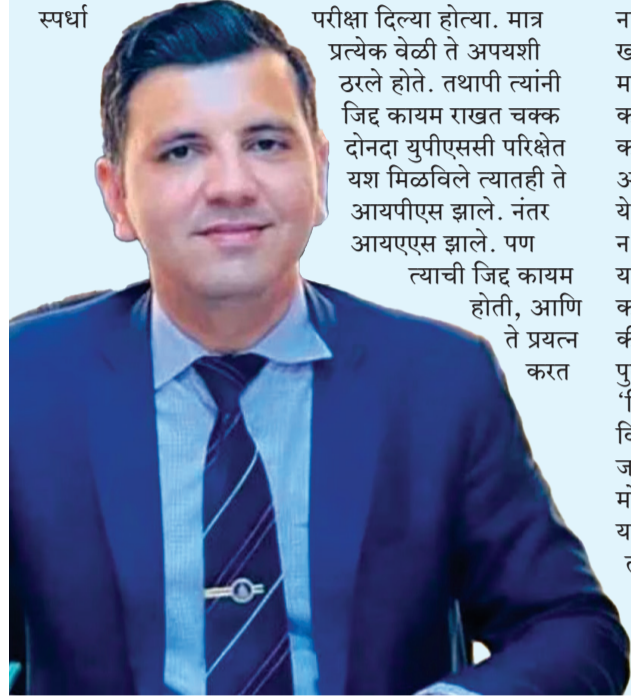 स्पर्धा परीक्षा दिल्या होत्या. मात्र
प्रत्येक वेळी ते अपयशी
ठरले होते. तथापी त्यांनी
जिद्द कायम राखत चक्क
दोनदा युपीएससी परिक्षेत
यश मिळविले त्यातही ते
आयपीएस झाले. नंतर
आयएएस झाले. पण
त्याची जिद्द कायम
होती, आणि
ते प्रयत्न
करत